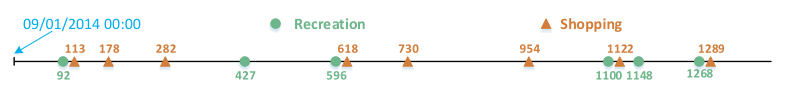 09/01/2014 00:00 Recreation Shopping
113 178 282 618 730 954 1122 1289
92 427 596 1100 1148 1268